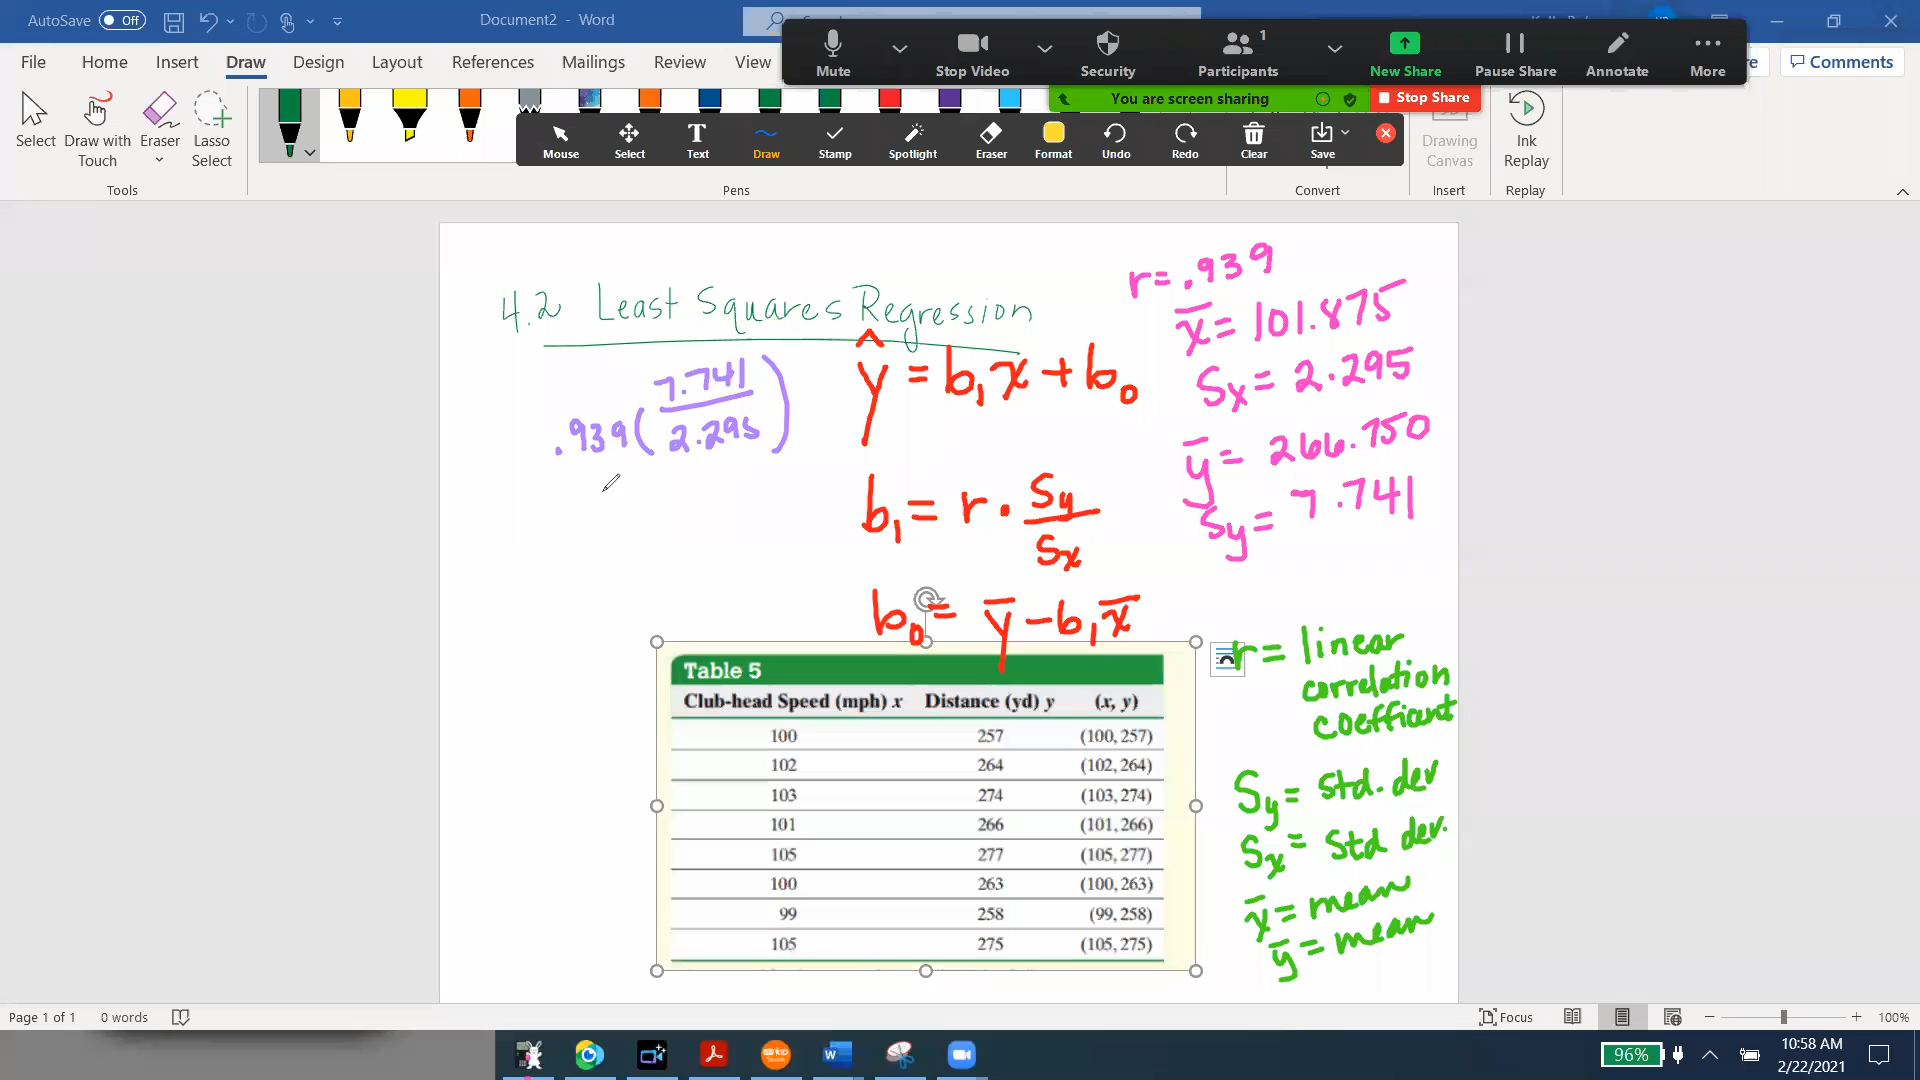 AutoSave Off
Document2 - Word
File Home Insert Draw Design Layout References Mailings Review View
Comments
Mute Stop Video Security Participants 1 New Share Pause Share Annotate More
You are screen sharing Stop Share
Select Draw with Touch Eraser Lasso Select
Mouse Select Text Draw Stamp Spotlight Eraser Format Undo Redo Clear Save
Drawing Canvas Ink Replay
Tools Pens Convert Insert Replay
4.2 Least Squares Regression
.939(7.741/2.295)
ŷ = b₁x + b₀
b₁ = r · Sy/Sx
b₀ = y̅ - b₁x̅
r = .939
x̅ = 101.875
Sx = 2.295
y̅ = 266.750
Sy = 7.741
r = linear
correlation
coefficient
Sy = std. dev
Sx = std dev.
x̅ = mean
y̅ = mean
Table 5
Club-head Speed (mph) x Distance (yd) y (x, y)
100 257 (100, 257)
102 264 (102, 264)
103 274 (103, 274)
101 266 (101, 266)
105 277 (105, 277)
100 263 (100, 263)
99 258 (99, 258)
105 275 (105, 275)
Page 1 of 1 0 words Focus 100%
96% 10:58 AM
2/22/2021